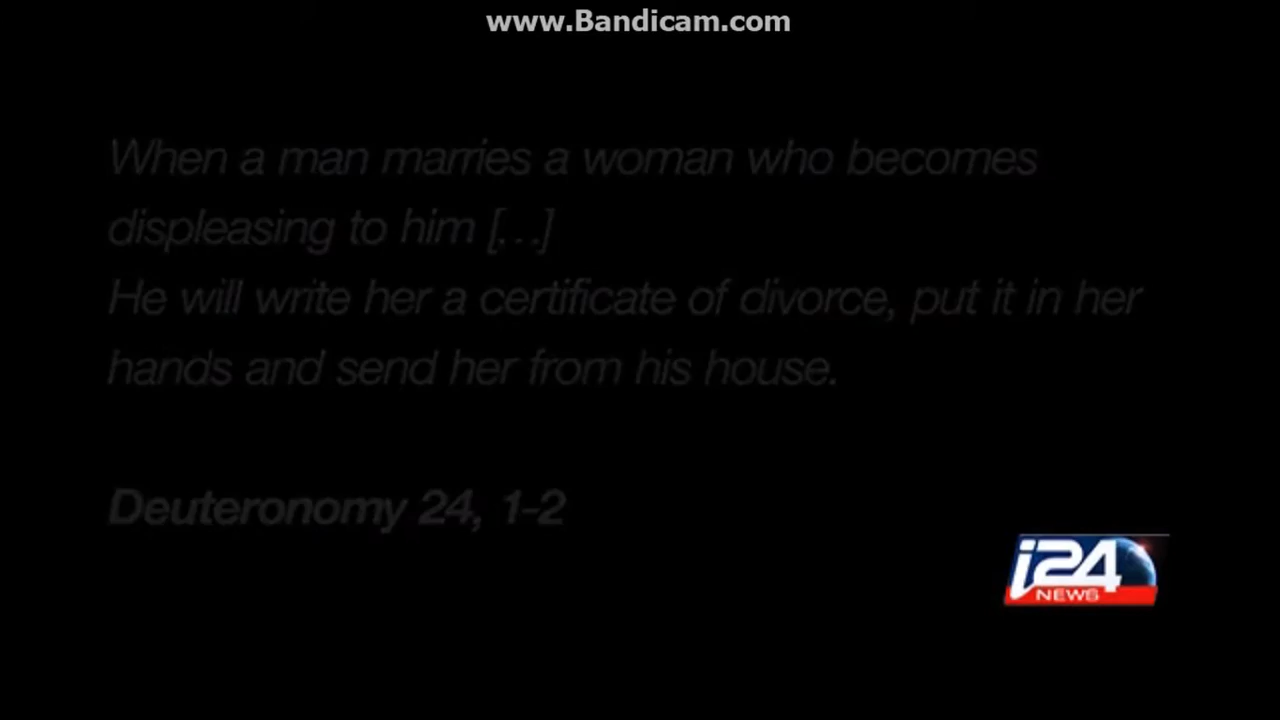 www.Bandicam.com
When a man marries a woman who becomes
displeasing to him [...]
He will write her a certificate of divorce, put it in her
hands and send her from his house.
Deuteronomy 24, 1-2
i24
NEWS